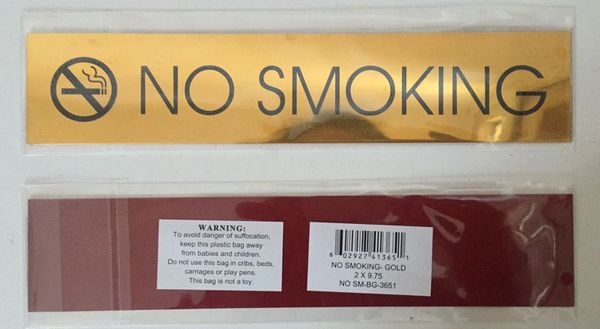 NO SMOKING
WARNING:
To avoid danger of suffocation,
keep this plastic bag away
from babies and children.
Do not use this bag in cribs, beds,
carriages or play pens.
This bag is not a toy.
6 02927 41365 1
NO SMOKING- GOLD
2 X 9.75
NO SM-BG-3651